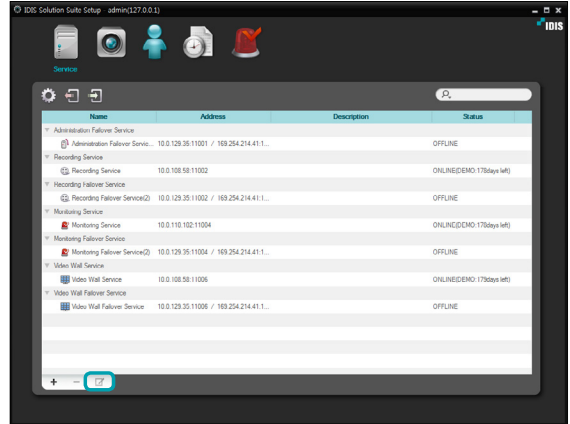 IDIS Solution Suite Setup admin(127.0.0.1)
IDIS
Service
Name Address Description Status
Administration Failover Service
Administration Failover Servic... 10.0.129.35:11001 / 169.254.214.41:1... OFFLINE
Recording Service
Recording Service 10.0.108.58:11002 ONLINE(DEMO:178days left)
Recording Failover Service
Recording Failover Service(2) 10.0.129.35:11002 / 169.254.214.41:1... OFFLINE
Monitoring Service
Monitoring Service 10.0.110.102:11004 ONLINE(DEMO:178days left)
Monitoring Failover Service
Monitoring Failover Service(2) 10.0.129.35:11004 / 169.254.214.41:1... OFFLINE
Video Wall Service
Video Wall Service 10.0.108.58:11006 ONLINE(DEMO:179days left)
Video Wall Failover Service
Video Wall Failover Service 10.0.129.35:11006 / 169.254.214.41:1... OFFLINE